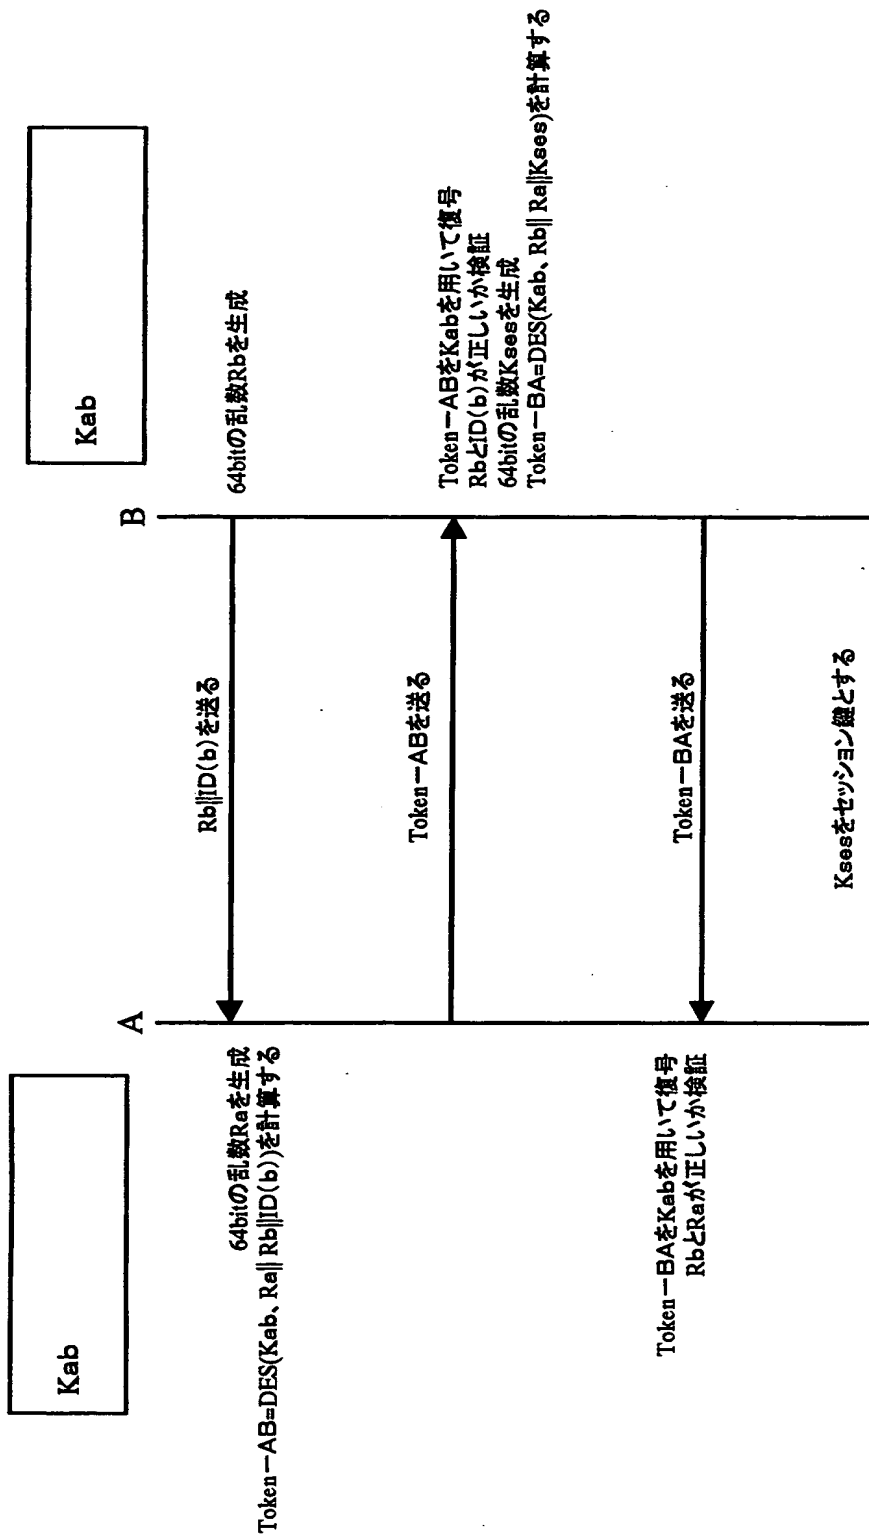 Kab
Kab
A
B
64bitの乱数Rbを生成
Rb||ID(b)を送る
64bitの乱数Raを生成
Token-AB=DES(Kab、Ra||Rb||ID(b))を計算する
Token-ABを送る
Token-ABをKabを用いて復号
RbとID(b)が正しいか検証
64bitの乱数Ksesを生成
Token-BA=DES(Kab、Rb||Ra||Kses)を計算する
Token-BAを送る
Token-BAをKabを用いて復号
RbとRaが正しいか検証
Ksesをセッション鍵とする